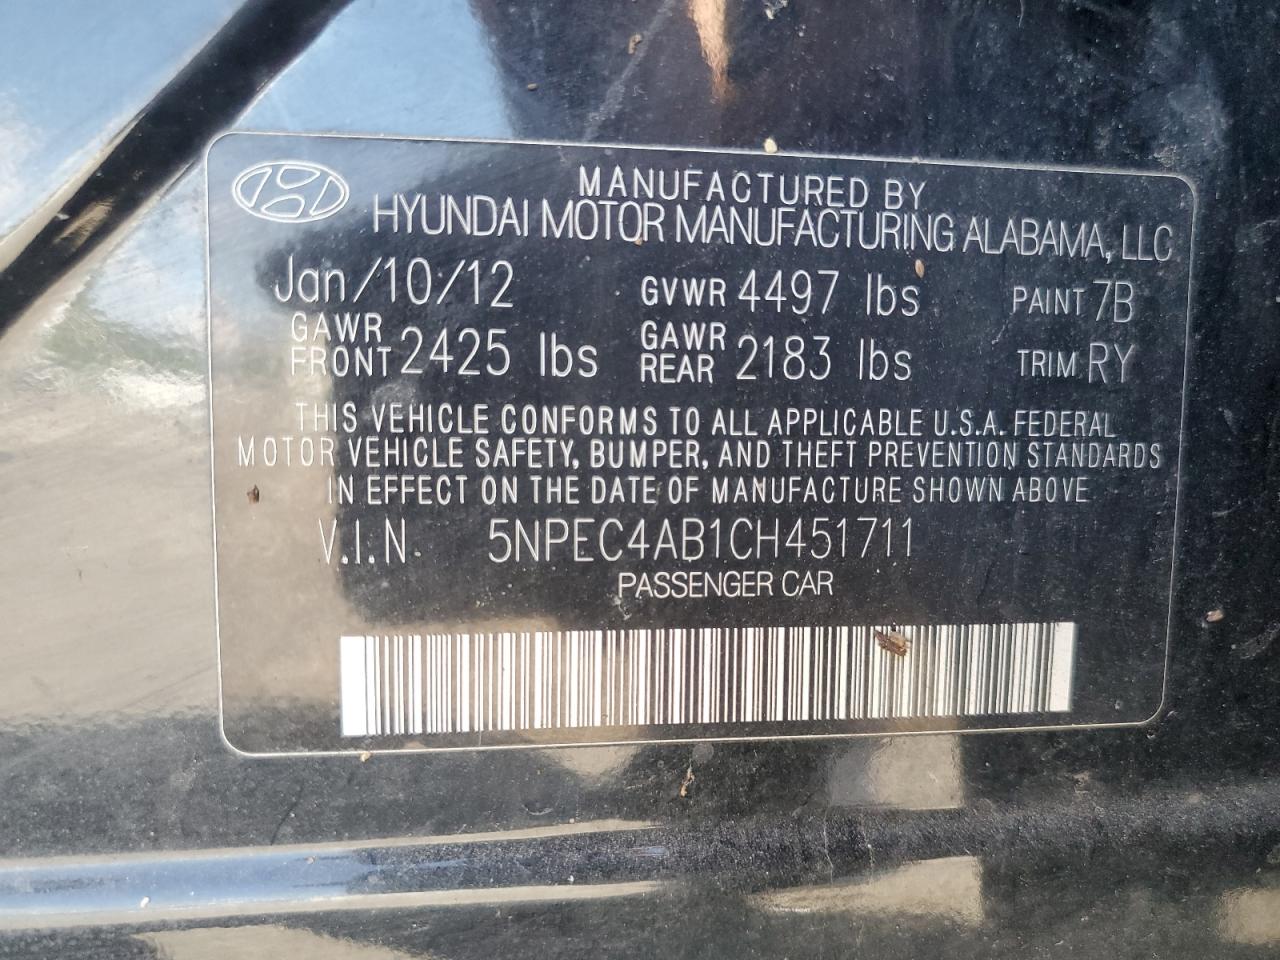 MANUFACTURED BY
HYUNDAI MOTOR MANUFACTURING ALABAMA, LLC
Jan/10/12 GVWR 4497 lbs PAINT 7B
GAWR FRONT 2425 lbs GAWR REAR 2183 lbs TRIM RY
THIS VEHICLE CONFORMS TO ALL APPLICABLE U.S.A. FEDERAL
MOTOR VEHICLE SAFETY, BUMPER, AND THEFT PREVENTION STANDARDS
IN EFFECT ON THE DATE OF MANUFACTURE SHOWN ABOVE
V.I.N 5NPEC4AB1CH451711
PASSENGER CAR